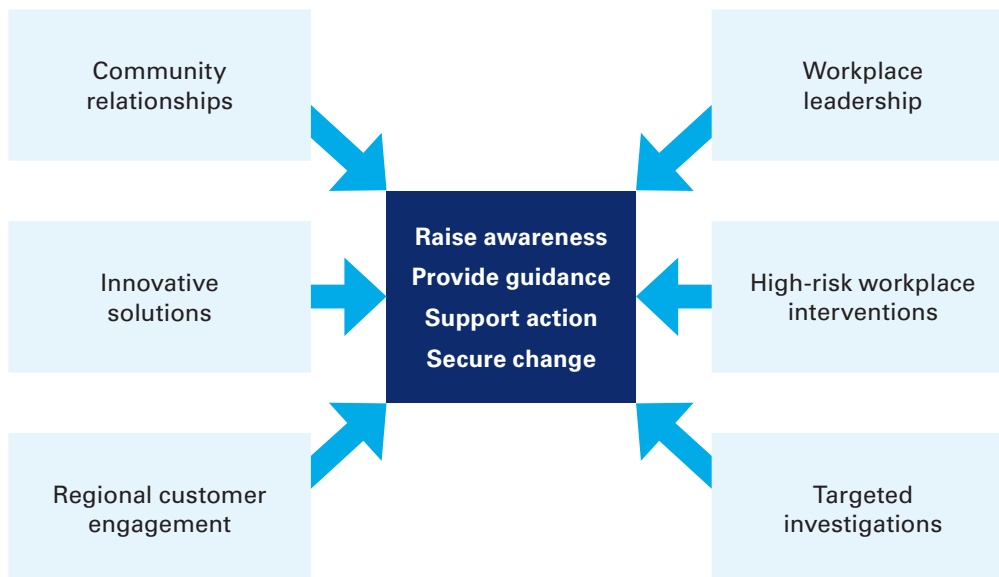 Community
relationships
Workplace
leadership
Raise awareness
Provide guidance
Support action
Secure change
Innovative
solutions
High-risk workplace
interventions
Regional customer
engagement
Targeted
investigations